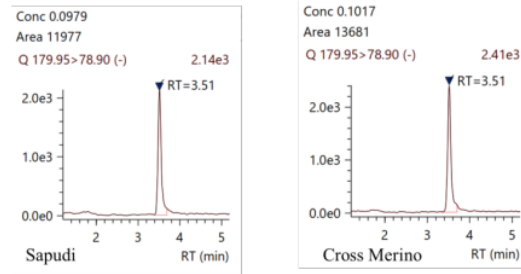 Conc 0.0979
Area 11977
Q 179.95>78.90 (-) 2.14e3
RT=3.51
2.0e3
1.0e3
0.0e0
2 3 4 5
Sapudi RT (min)
Conc 0.1017
Area 13681
Q 179.95>78.90 (-) 2.41e3
RT=3.51
2.0e3
1.0e3
0.0e0
2 3 4 5
Cross Merino RT (min)